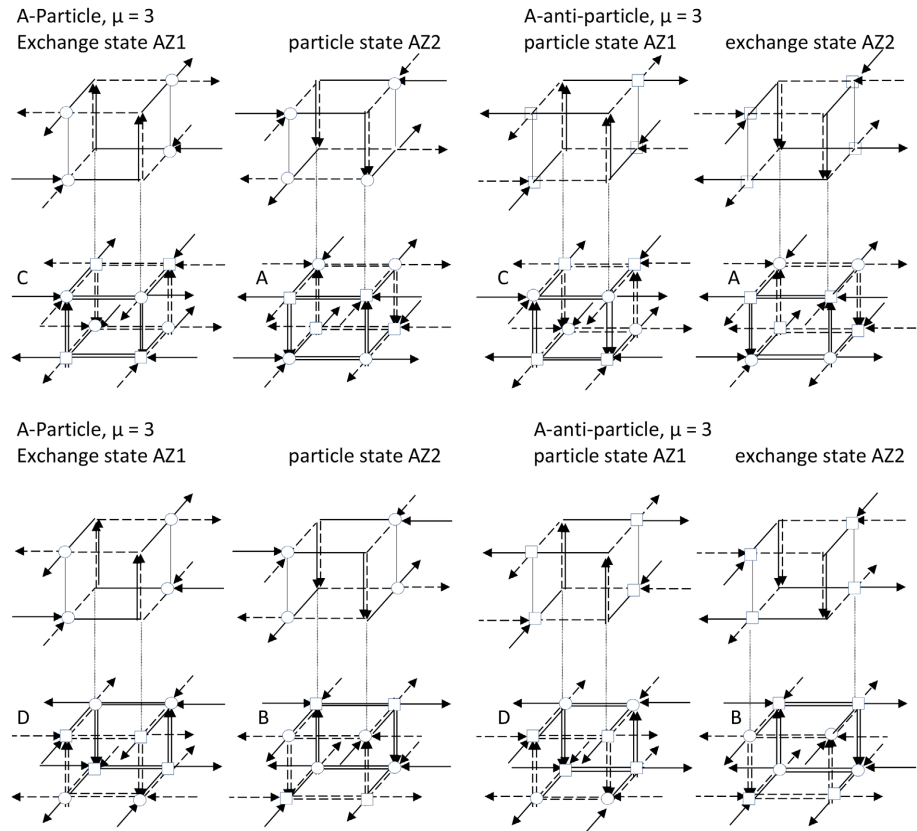 A-Particle, μ = 3
Exchange state AZ1
particle state AZ2
A-anti-particle, μ = 3
particle state AZ1
exchange state AZ2
C
A
C
A
A-Particle, μ = 3
Exchange state AZ1
particle state AZ2
A-anti-particle, μ = 3
particle state AZ1
exchange state AZ2
D
B
D
B